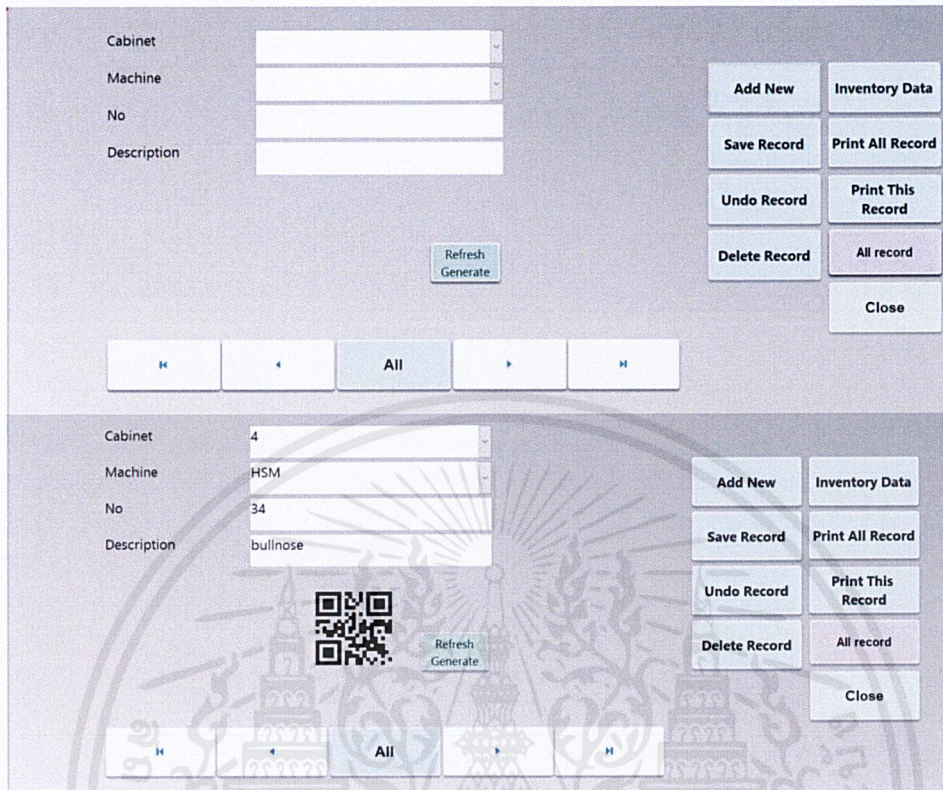 Cabinet
Machine
No
Description
Add New
Inventory Data
Save Record
Print All Record
Undo Record
Print This
Record
Delete Record
All record
Close
Refresh
Generate
All
Cabinet 4
Machine HSM
No 34
Description bullnose
Add New
Inventory Data
Save Record
Print All Record
Undo Record
Print This
Record
Delete Record
All record
Close
Refresh
Generate
All